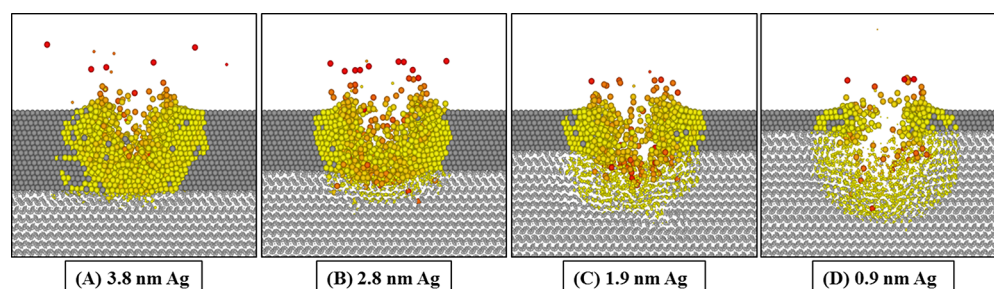 (A) 3.8 nm Ag
(B) 2.8 nm Ag
(C) 1.9 nm Ag
(D) 0.9 nm Ag